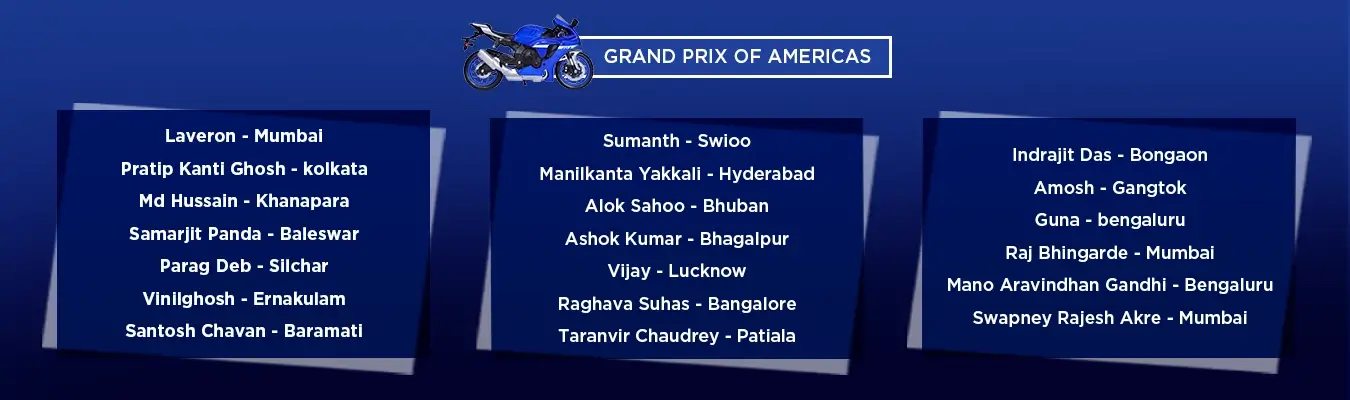 GRAND PRIX OF AMERICAS
Laveron - Mumbai
Pratip Kanti Ghosh - kolkata
Md Hussain - Khanapara
Samarjit Panda - Baleswar
Parag Deb - Silchar
Vinilghosh - Ernakulam
Santosh Chavan - Baramati
Sumanth - Swioo
Manilkanta Yakkali - Hyderabad
Alok Sahoo - Bhuban
Ashok Kumar - Bhagalpur
Vijay - Lucknow
Raghava Suhas - Bangalore
Taranvir Chaudrey - Patiala
Indrajit Das - Bongaon
Amosh - Gangtok
Guna - bengaluru
Raj Bhingarde - Mumbai
Mano Aravindhan Gandhi - Bengaluru
Swapney Rajesh Akre - Mumbai